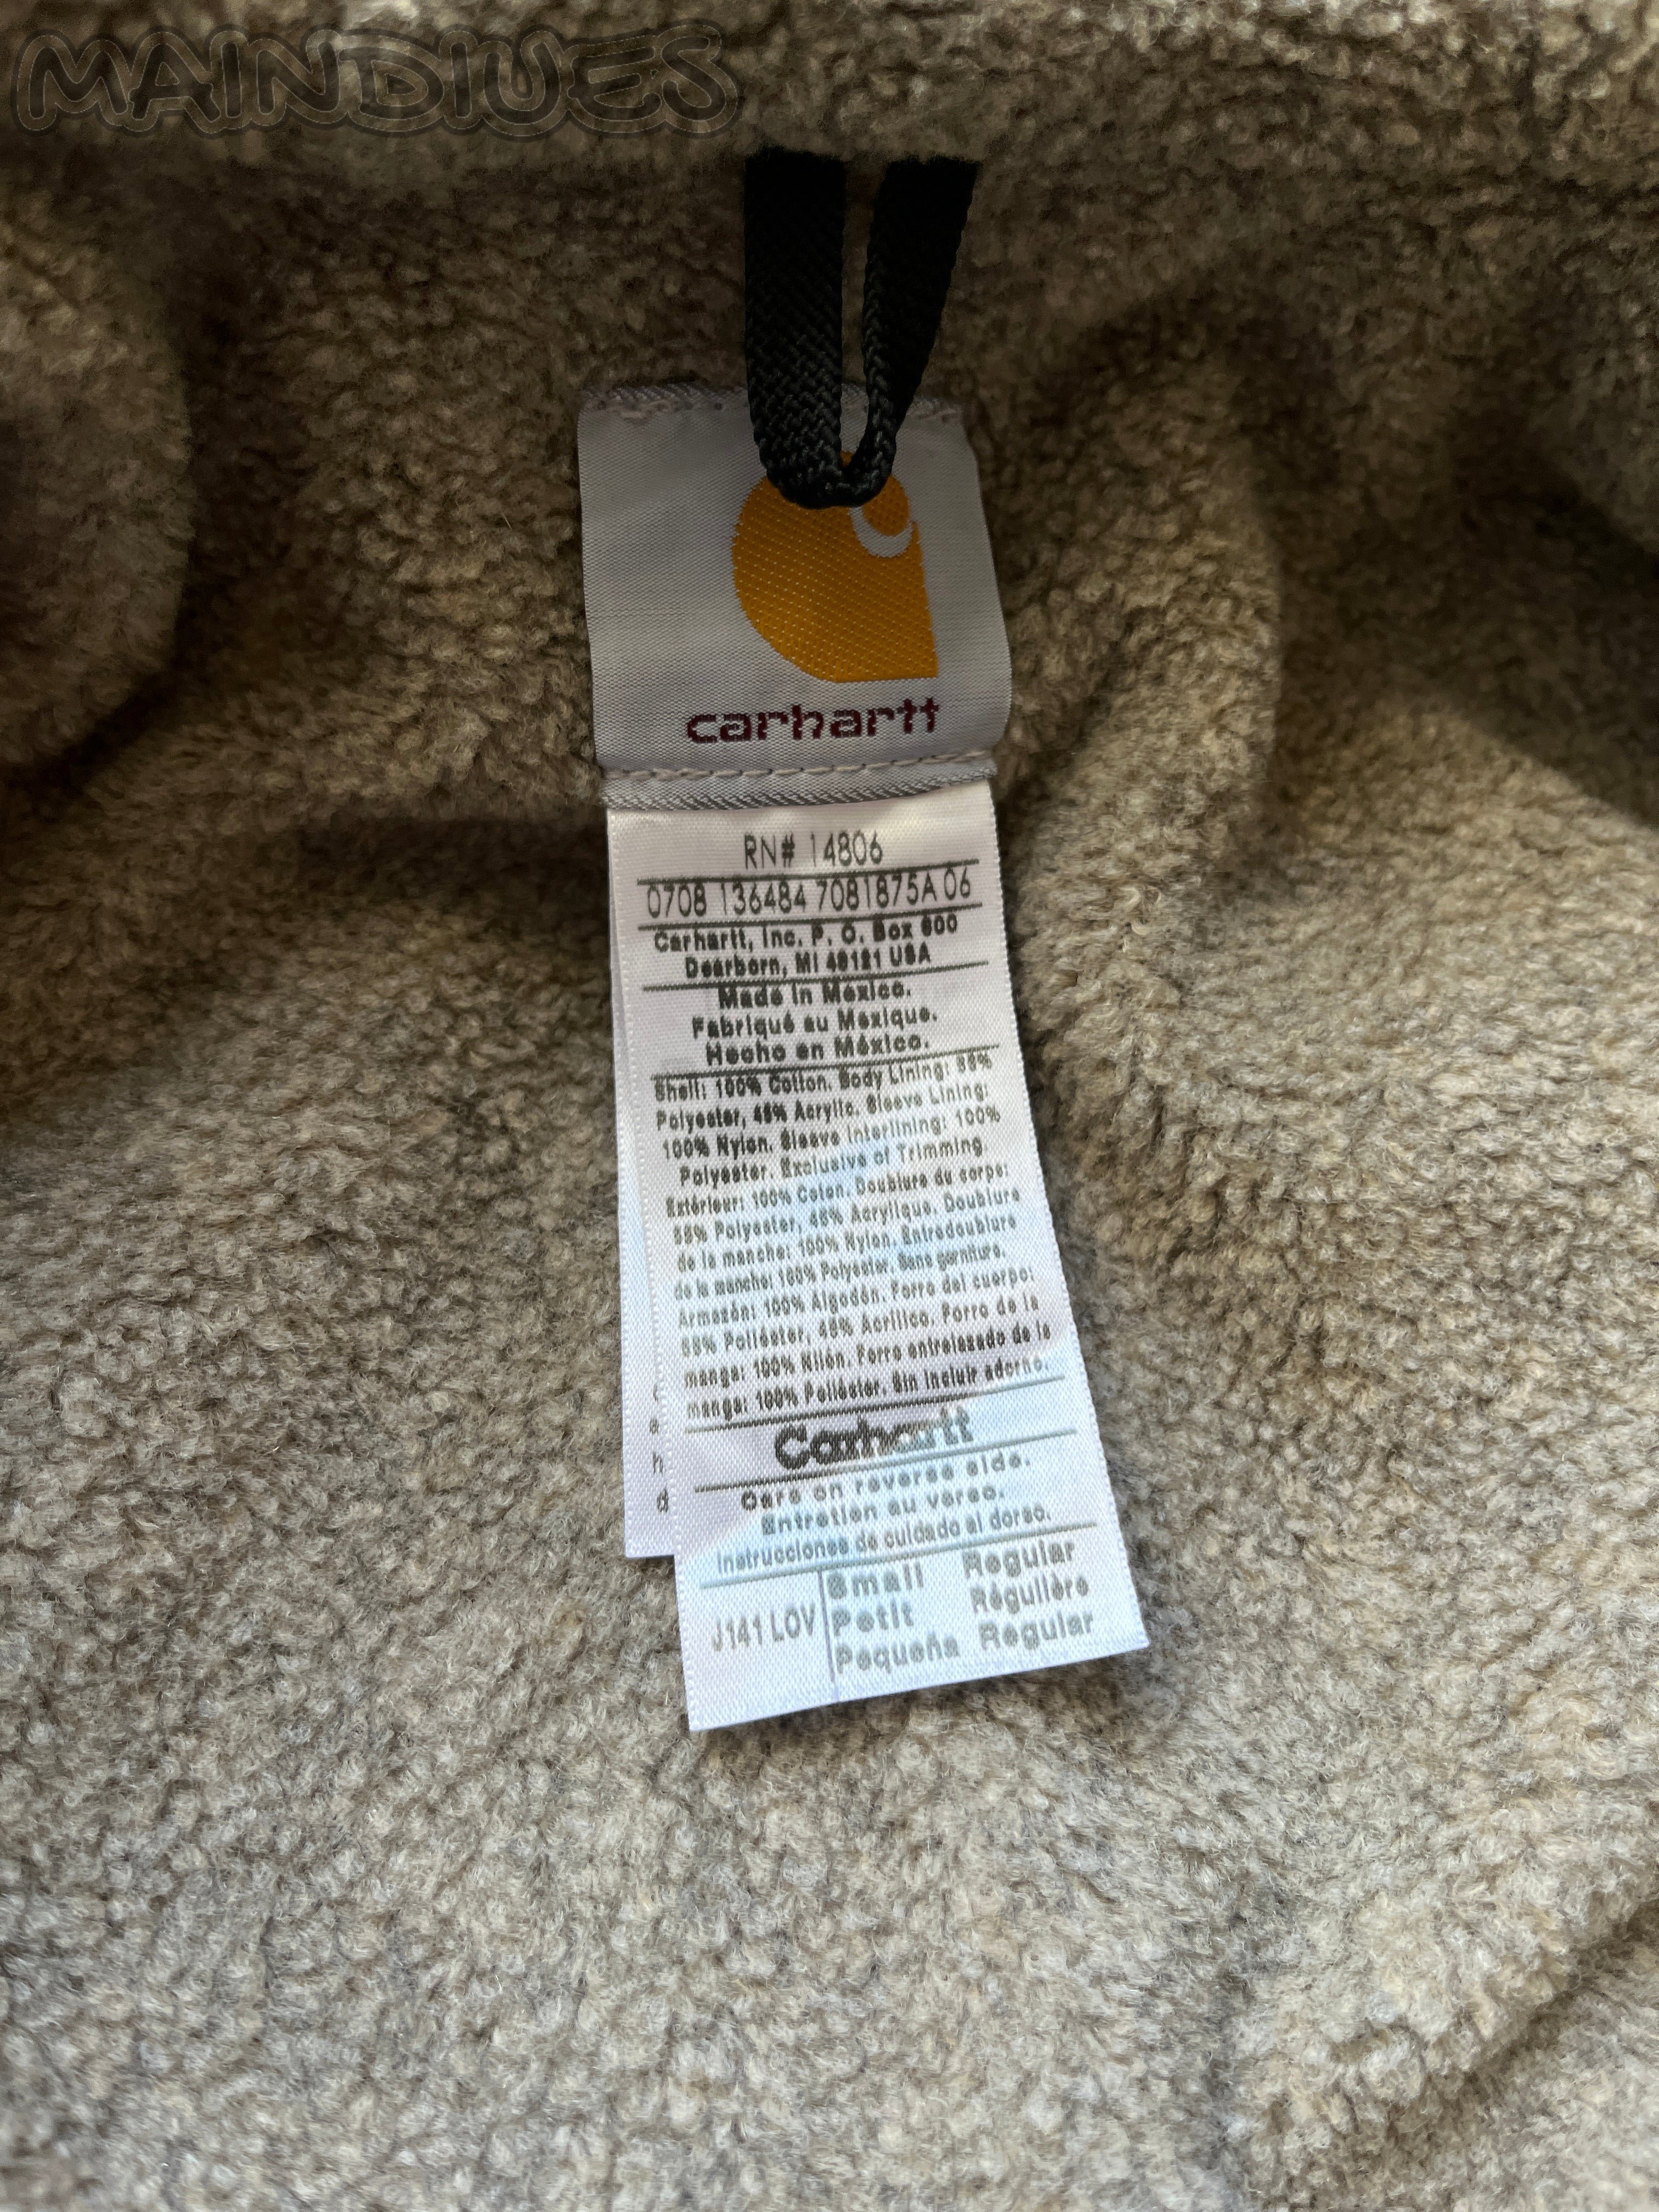 MAINDIUES
carhartt
RN# 14806
0708 136484 7081875A 06
Carhartt, Inc. P. O. Box 600
Dearborn, MI 48121 USA
Made in Mexico.
Fabriqué au Mexique.
Hecho en México.
Shell: 100% Cotton. Body Lining: 55%
Polyester, 45% Acrylic. Sleeve Lining:
100% Nylon. Sleeve Interlining: 100%
Polyester. Exclusive of Trimming
Extérieur: 100% Coton. Doublure du corps:
55% Polyester, 45% Acrylique. Doublure
de la manche: 100% Nylon. Entredoublure
de la manche: 100% Polyester. Sans garniture.
Armazón: 100% Algodón. Forro del cuerpo:
55% Poliéster, 45% Acrílico. Forro de la
manga: 100% Nilón. Forro entrelazado de la
manga: 100% Poliéster. Sin incluir adorno.
Carhartt
Care on reverse side.
Entretien au verso.
Instrucciones de cuidado al dorso.
J141 LOV
Small Regular
Petit Régulière
Pequeña Regular